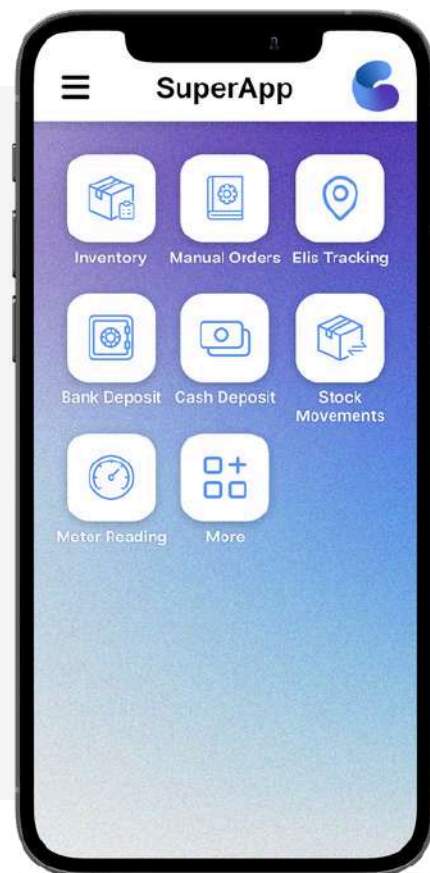 SuperApp
Inventory
Manual Orders
Elis Tracking
Bank Deposit
Cash Deposit
Stock
Movements
Meter Reading
More